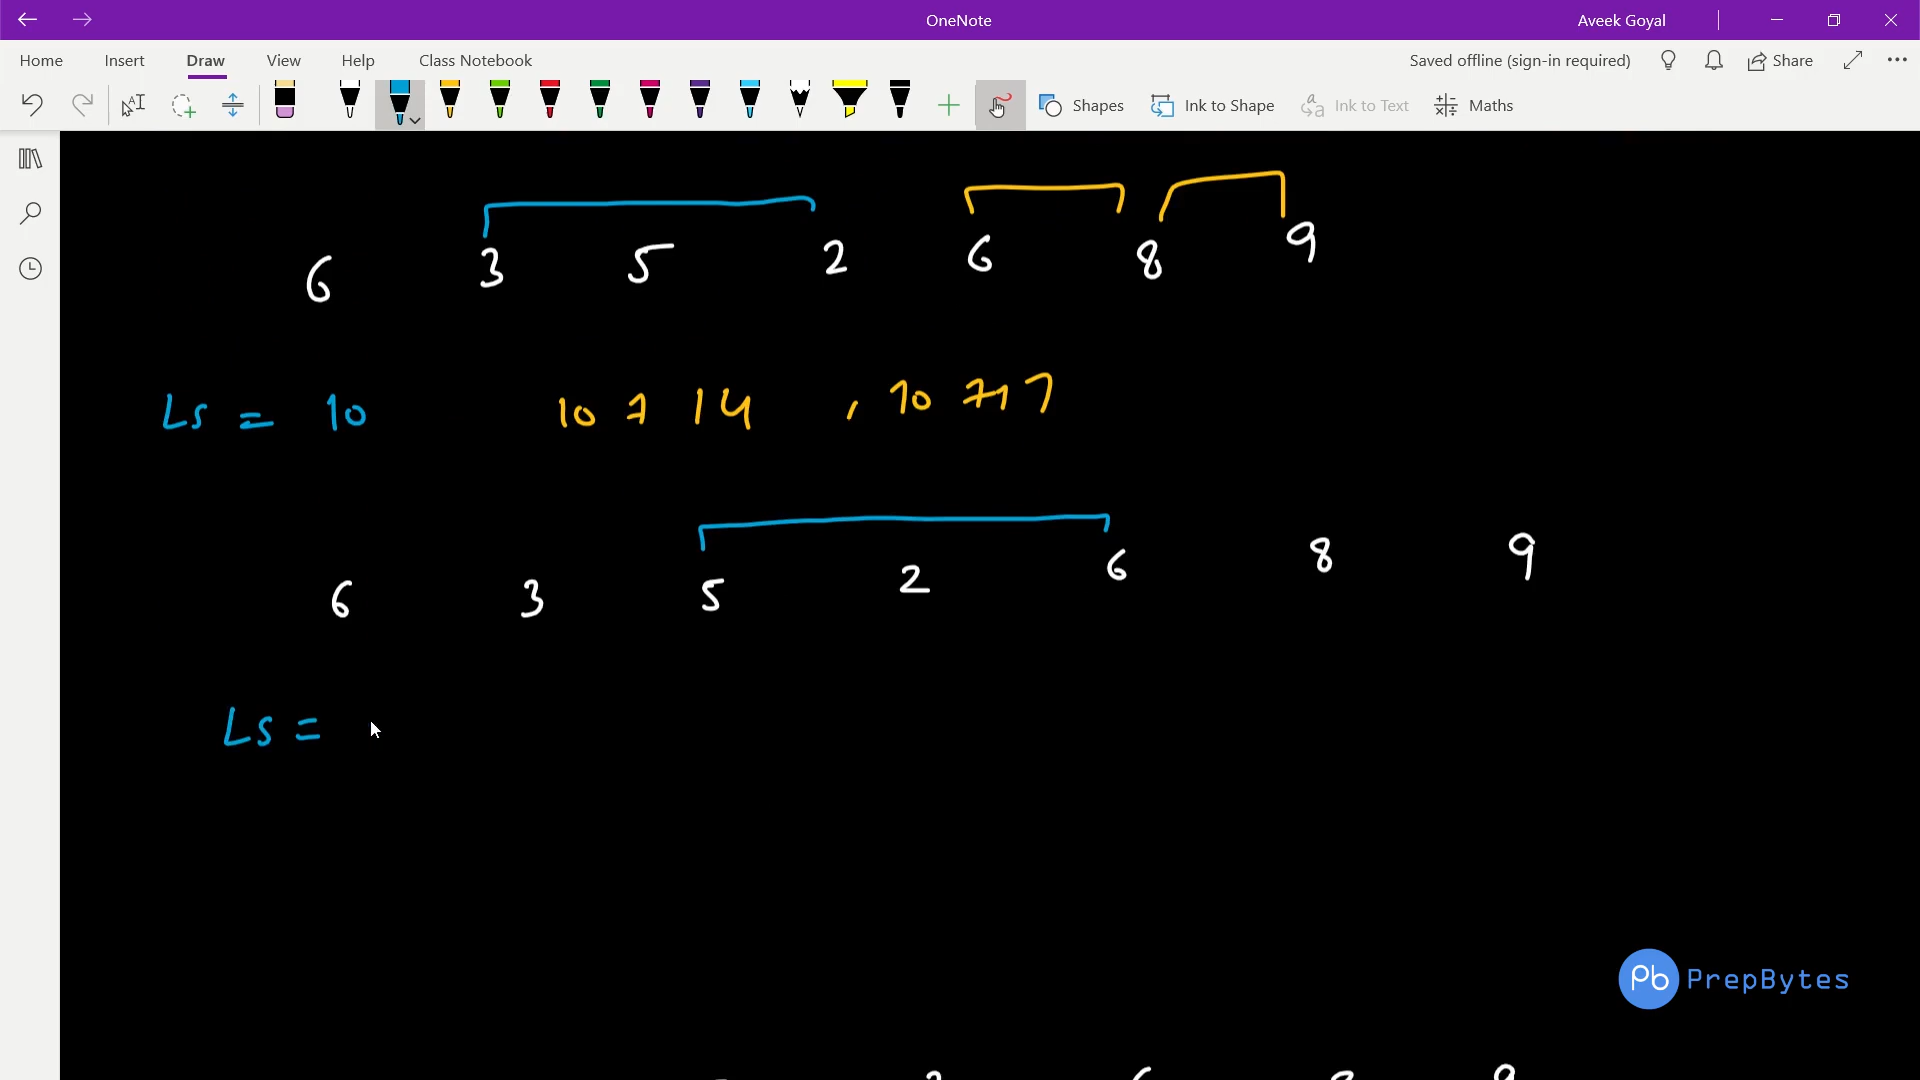 OneNote
Aveek Goyal
Home Insert Draw View Help Class Notebook
Saved offline (sign-in required) Share
Shapes Ink to Shape Ink to Text Maths
6 3 5 2 6 8 9
Ls = 10 10 7 14 , 10 717
6 3 5 2 6 8 9
Ls =
Pb PrepBytes